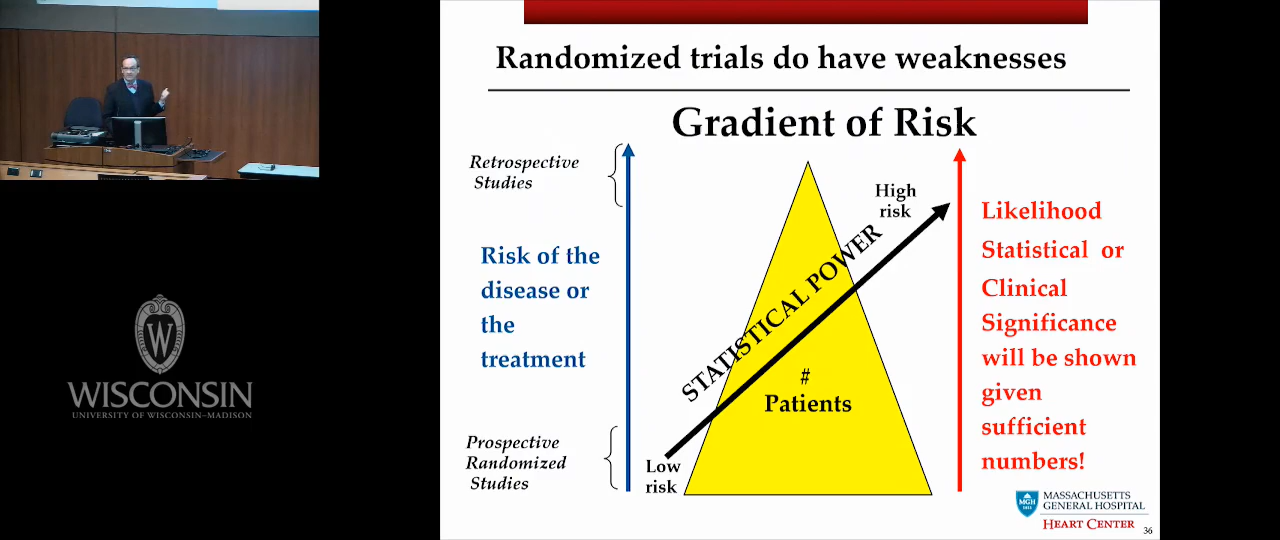 Randomized trials do have weaknesses
Gradient of Risk
Retrospective
Studies
Risk of the
disease or
the
treatment
Prospective
Randomized
Studies
High
risk
STATISTICAL POWER
#
Patients
Low
risk
Likelihood
Statistical or
Clinical
Significance
will be shown
given
sufficient
numbers!
W
WISCONSIN
UNIVERSITY OF WISCONSIN–MADISON
MGH
1811
MASSACHUSETTS
GENERAL HOSPITAL
HEART CENTER
36